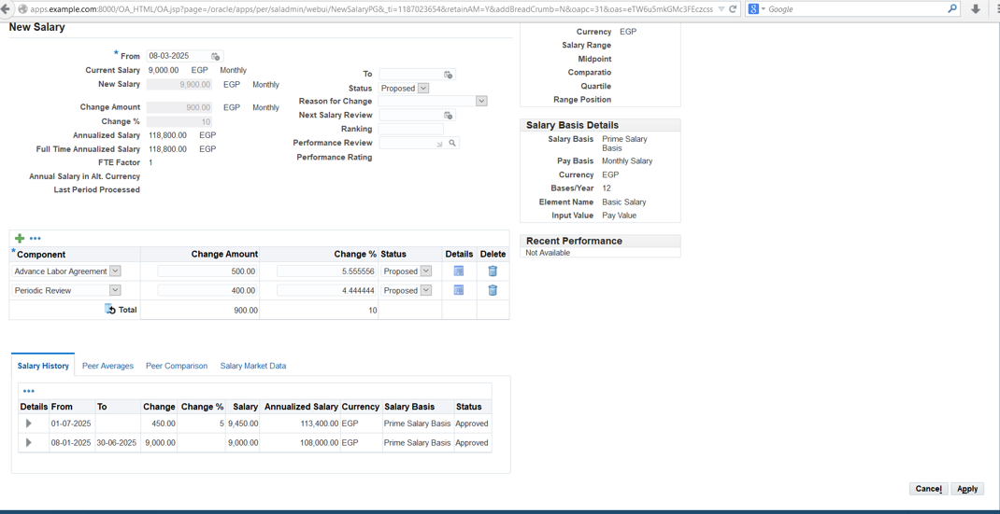 apps.example.com:8000/OA_HTML/OA.jsp?page=/oracle/apps/per/saladmin/webui/NewSalaryPG&_ti=1187023654&retainAM=Y&addBreadCrumb=N&oapc=31&oas=eTW6u5mkGMc3FEczcss
Google
New Salary
* From 08-03-2025
Current Salary 9,000.00 EGP Monthly
New Salary 9,900.00 EGP Monthly
Change Amount 900.00 EGP Monthly
Change % 10
Annualized Salary 118,800.00 EGP
Full Time Annualized Salary 118,800.00 EGP
FTE Factor 1
Annual Salary in Alt. Currency
Last Period Processed
To
Status Proposed
Reason for Change
Next Salary Review
Ranking
Performance Review
Performance Rating
Currency EGP
Salary Range
Midpoint
Comparatio
Quartile
Range Position
Salary Basis Details
Salary Basis Prime Salary
Basis
Pay Basis Monthly Salary
Currency EGP
Bases/Year 12
Element Name Basic Salary
Input Value Pay Value
Recent Performance
Not Available
* Component Change Amount Change % Status Details Delete
Advance Labor Agreement 500.00 5.555556 Proposed
Periodic Review 400.00 4.444444 Proposed
Total 900.00 10
Salary History Peer Averages Peer Comparison Salary Market Data
Details From To Change Change % Salary Annualized Salary Currency Salary Basis Status
01-07-2025 450.00 5 9,450.00 113,400.00 EGP Prime Salary Basis Approved
08-01-2025 30-06-2025 9,000.00 9,000.00 108,000.00 EGP Prime Salary Basis Approved
Cancel Apply